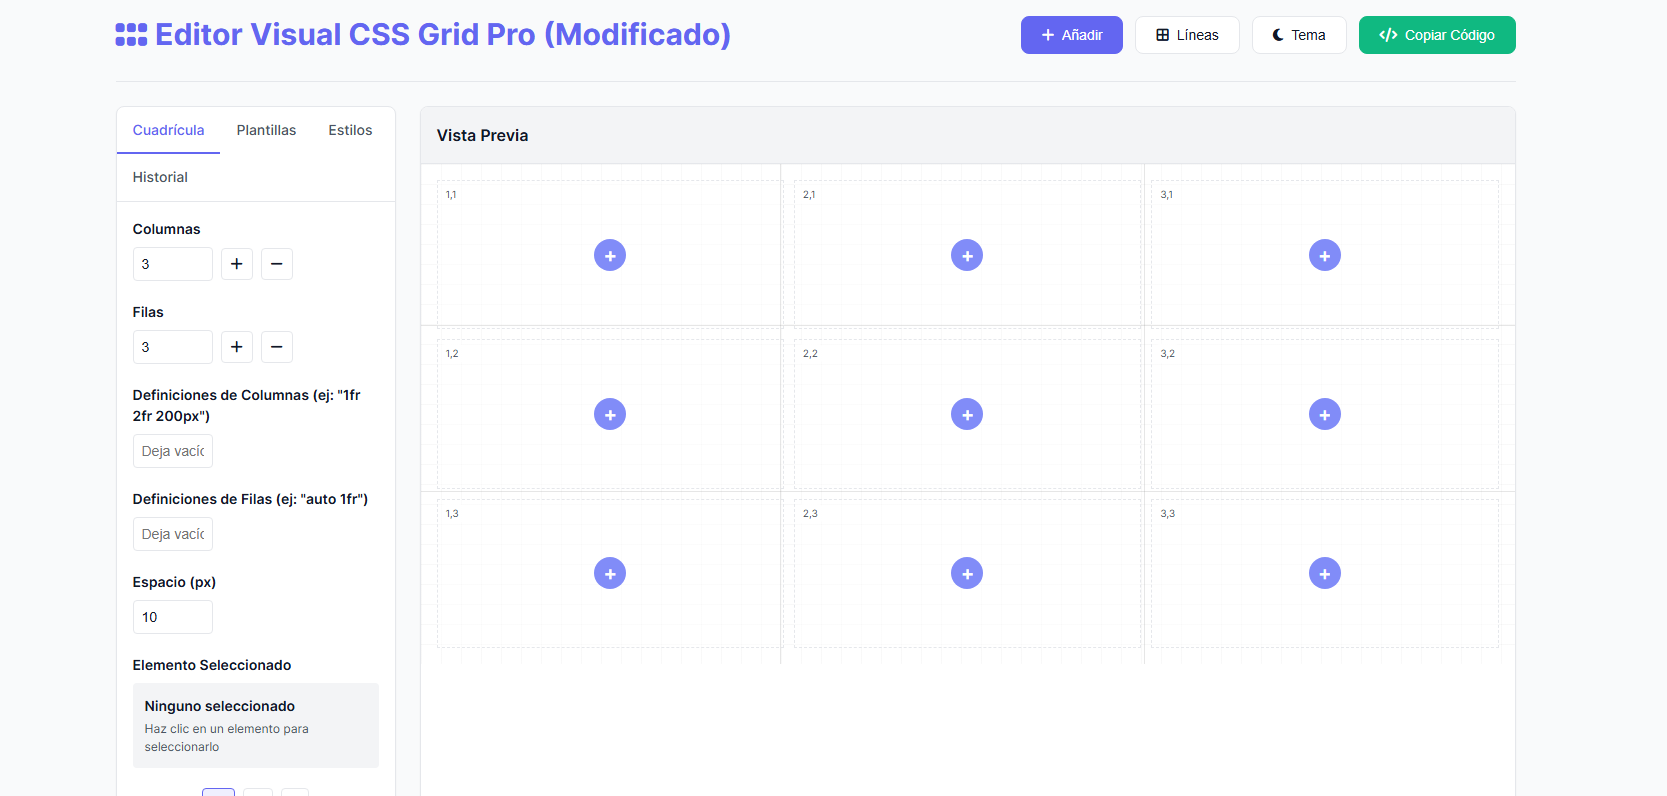 Editor Visual CSS Grid Pro (Modificado)
Añadir
Líneas
Tema
Copiar Código
Cuadrícula
Plantillas
Estilos
Historial
Columnas
3
Filas
3
Definiciones de Columnas (ej: "1fr
2fr 200px")
Deja vacío
Definiciones de Filas (ej: "auto 1fr")
Deja vacío
Espacio (px)
10
Elemento Seleccionado
Ninguno seleccionado
Haz clic en un elemento para
seleccionarlo
Vista Previa
1,1
2,1
3,1
1,2
2,2
3,2
1,3
2,3
3,3